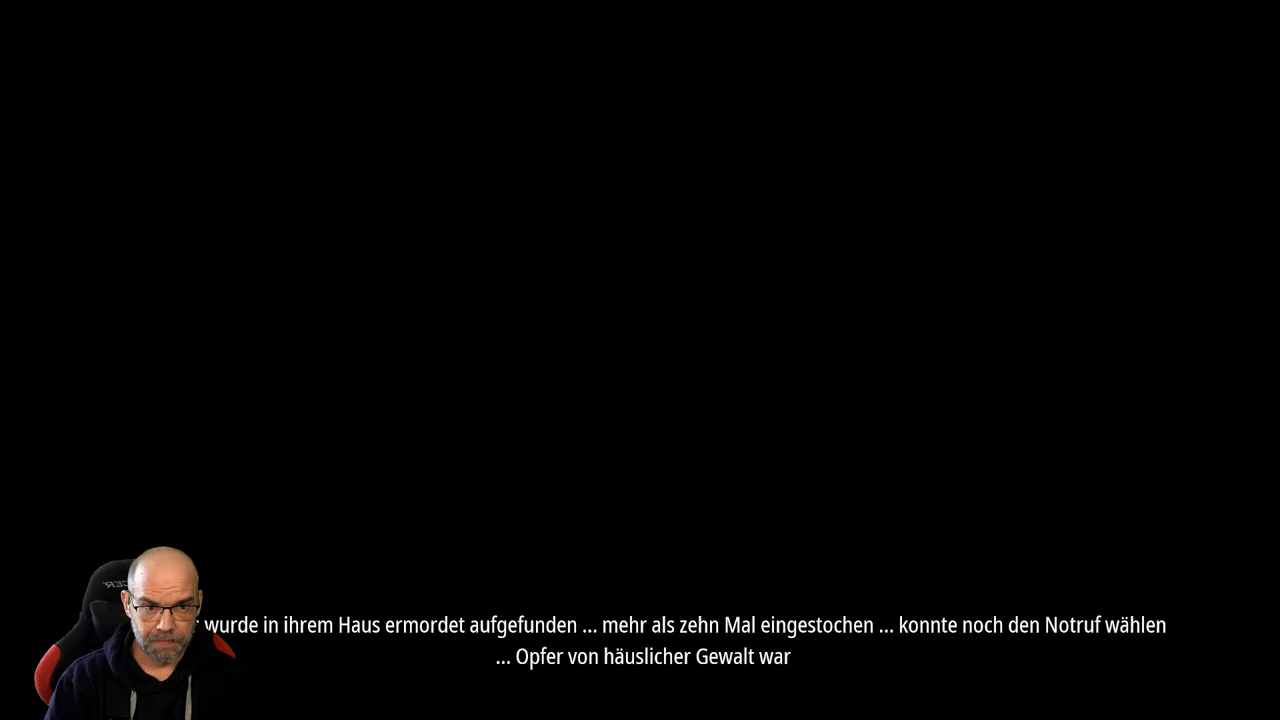 wurde in ihrem Haus ermordet aufgefunden ... mehr als zehn Mal eingestochen ... konnte noch den Notruf wählen
... Opfer von häuslicher Gewalt war